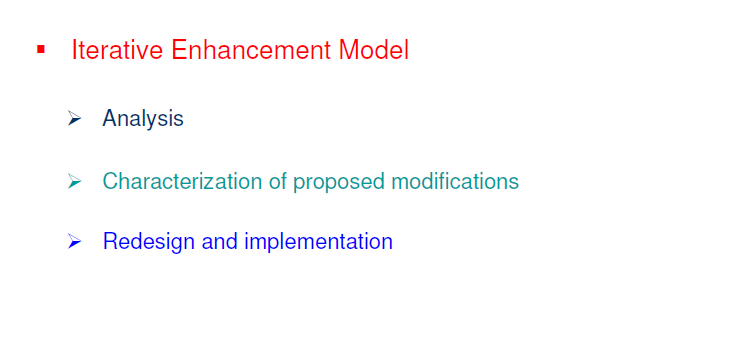 ▪ Iterative Enhancement Model
➢ Analysis
➢ Characterization of proposed modifications
➢ Redesign and implementation